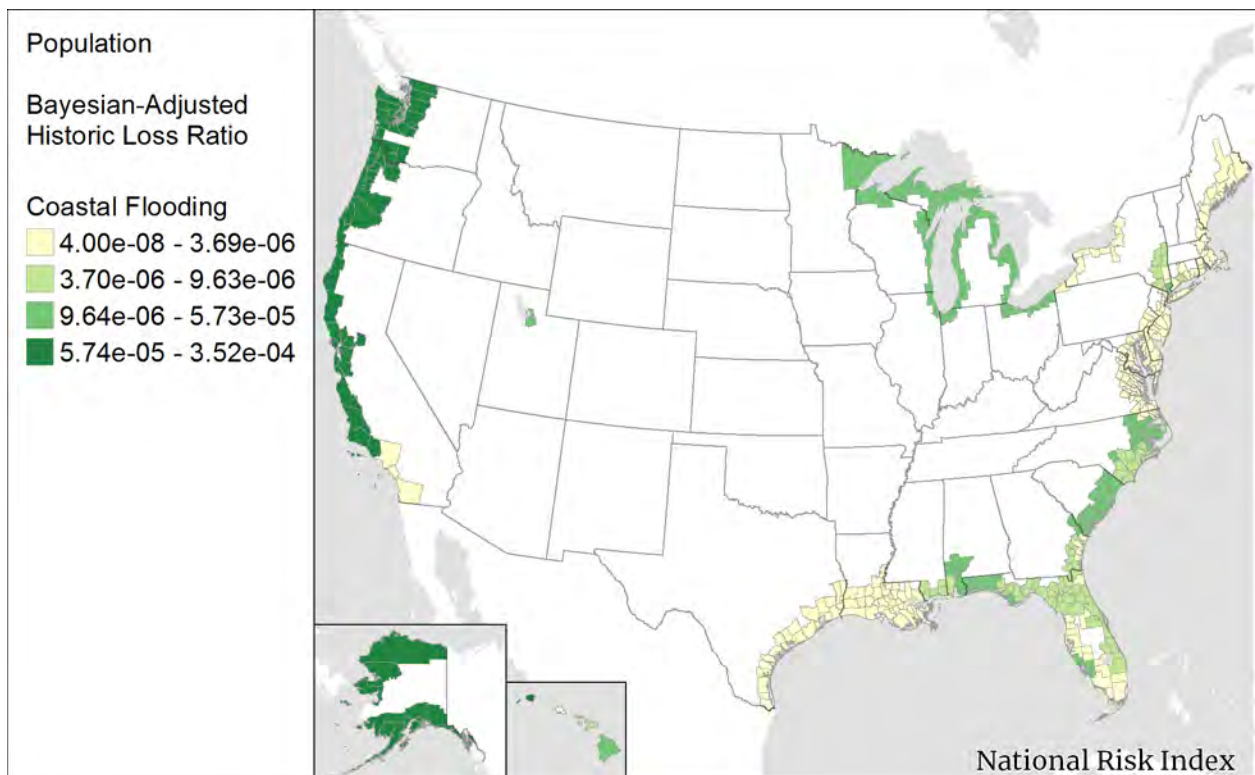 Population
Bayesian-Adjusted
Historic Loss Ratio
Coastal Flooding
4.00e-08 - 3.69e-06
3.70e-06 - 9.63e-06
9.64e-06 - 5.73e-05
5.74e-05 - 3.52e-04
National Risk Index